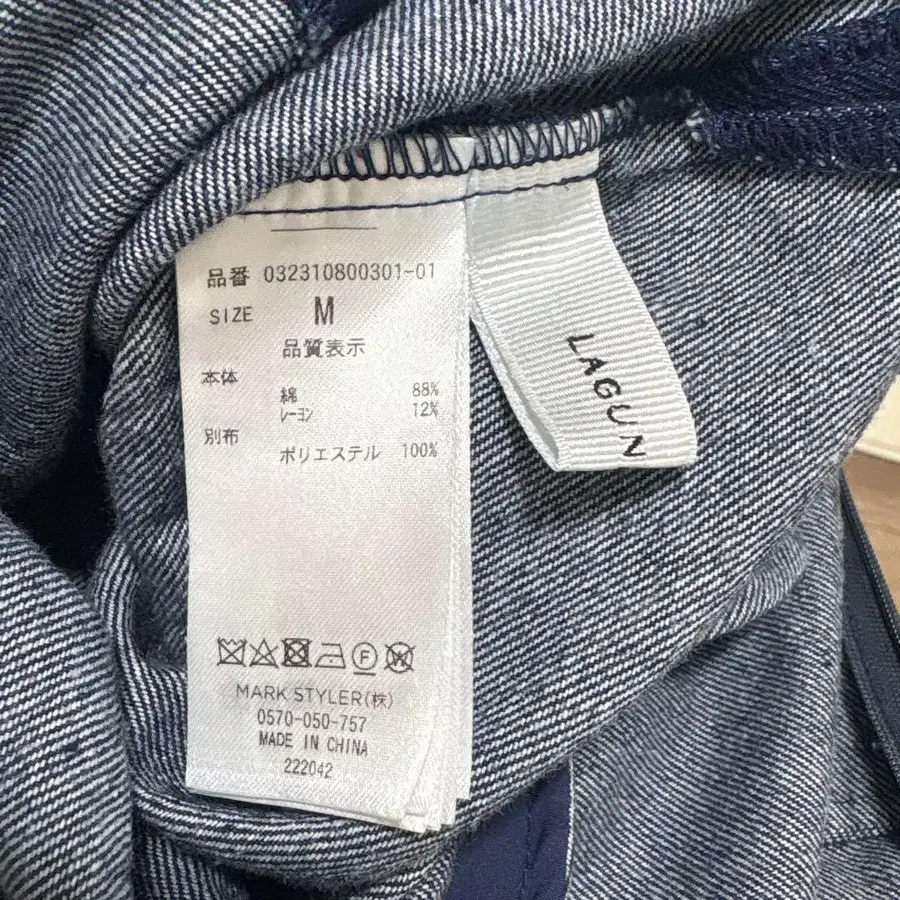 品番 032310800301-01
SIZE M
品質表示
本体
綿 88%
レーヨン 12%
別布
ポリエステル 100%
F W
MARK STYLER(株)
0570-050-757
MADE IN CHINA
222042
LAGUN